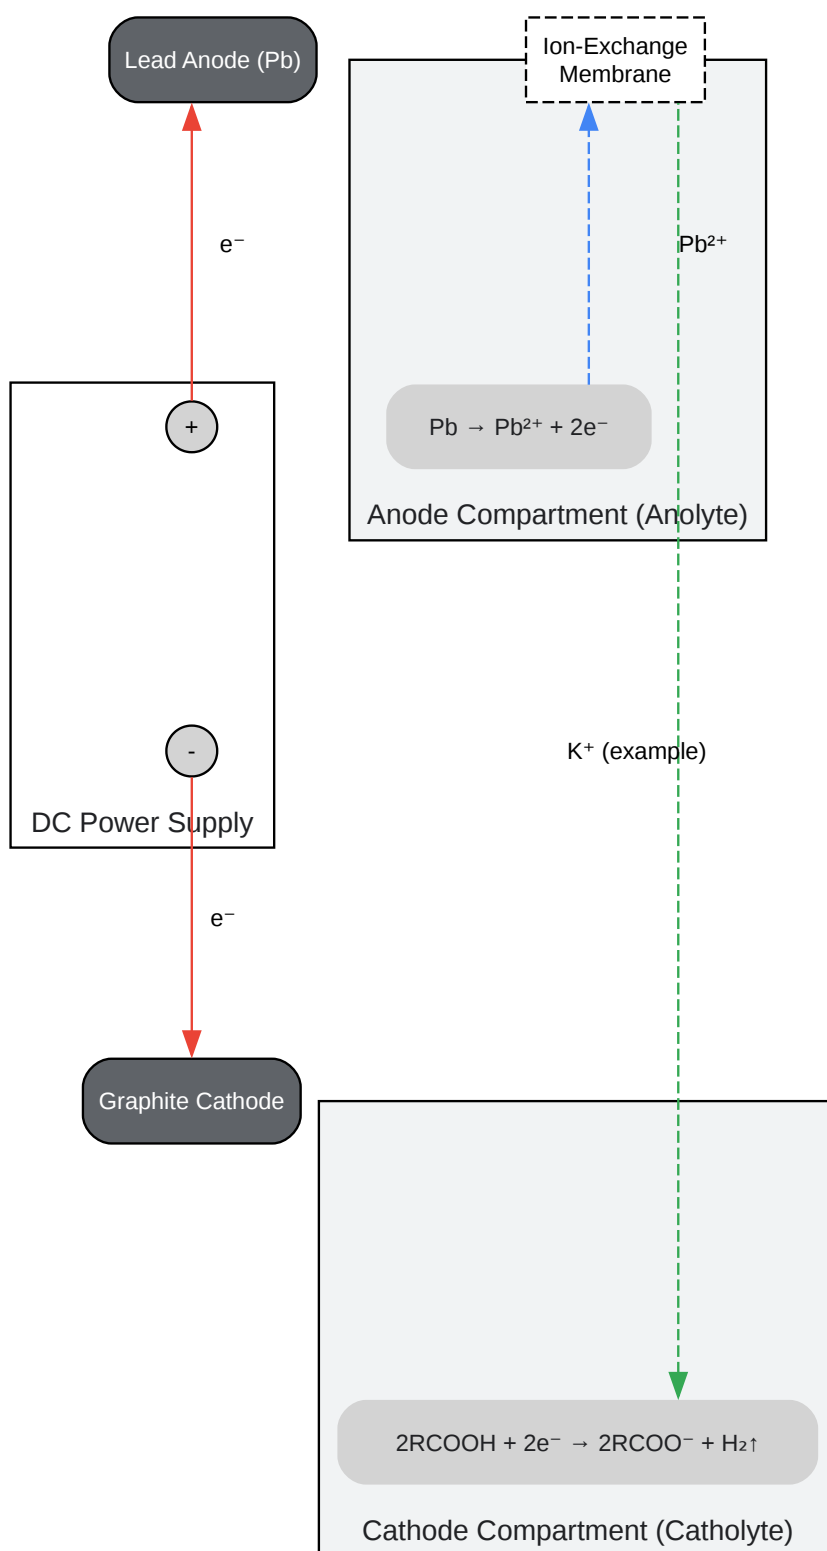 Lead Anode (Pb)
Ion-Exchange
Membrane
e⁻
Pb²⁺
+
Pb → Pb²⁺ + 2e⁻
Anode Compartment (Anolyte)
-
K⁺ (example)
DC Power Supply
e⁻
Graphite Cathode
2RCOOH + 2e⁻ → 2RCOO⁻ + H₂↑
Cathode Compartment (Catholyte)